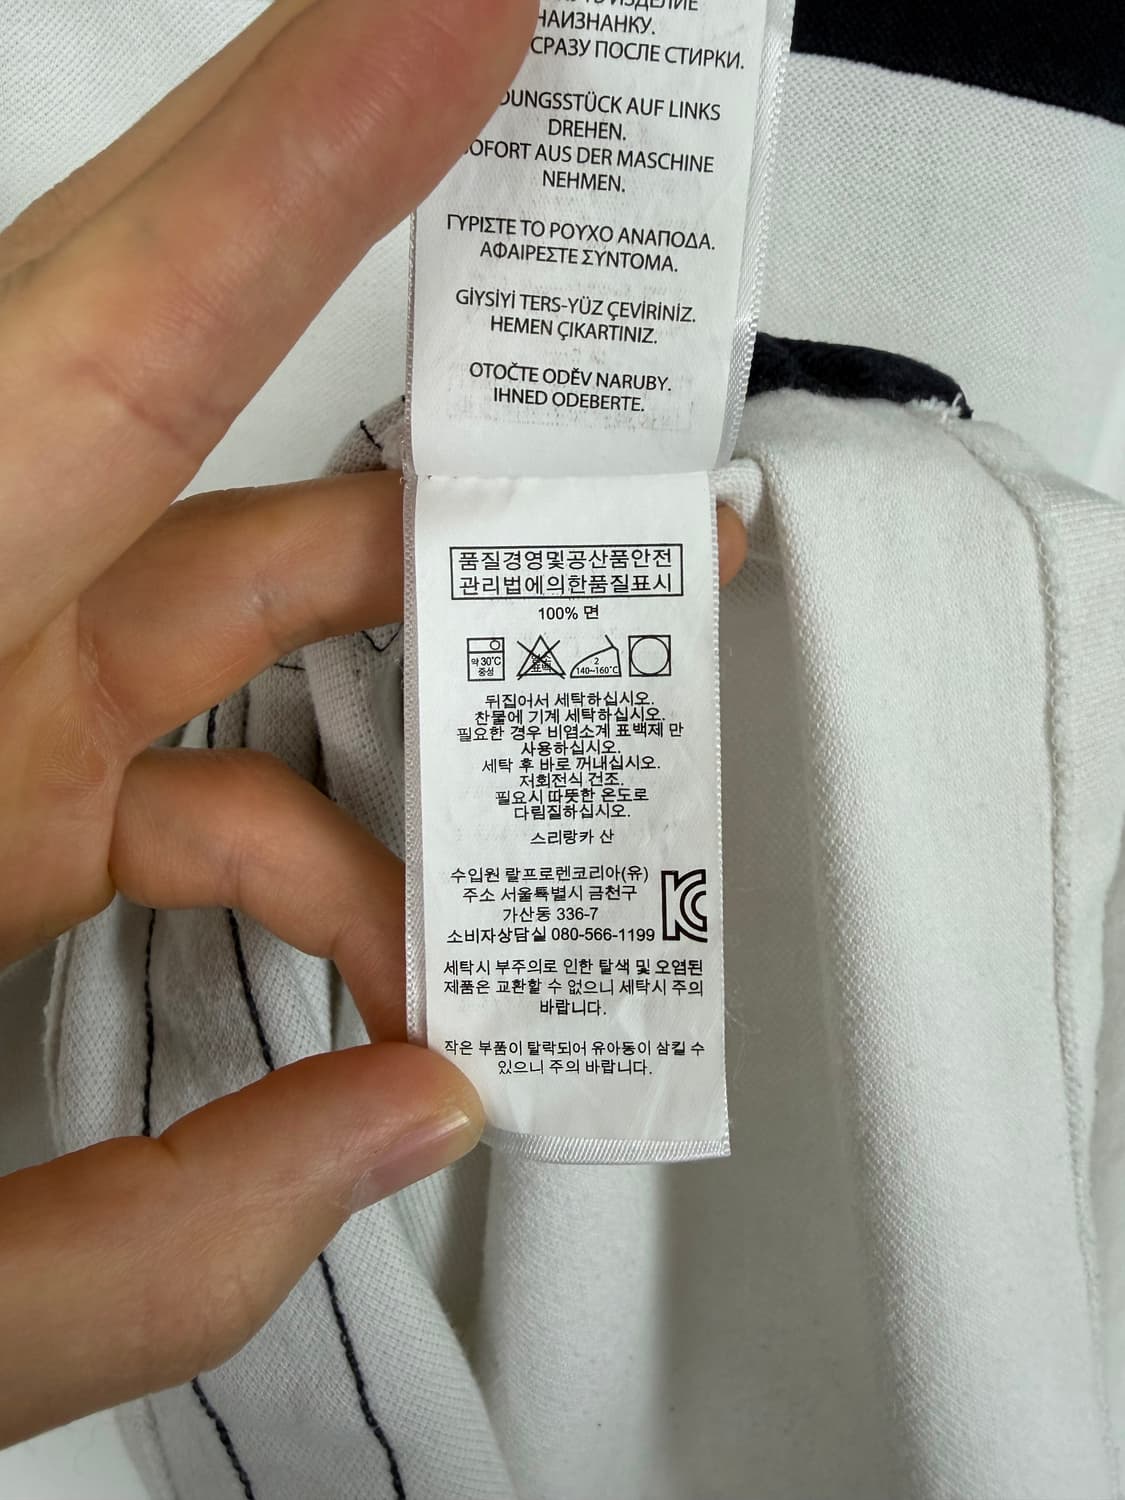 ИЗДЕЛИЕ
НАИЗНАНКУ.
СРАЗУ ПОСЛЕ СТИРКИ.
AUF LINKS
DREHEN.
AUS DER MASCHINE
NEHMEN.
ΓΥΡΙΣΤΕ ΤΟ ΡΟΥΧΟ ΑΝΑΠΟΔΑ.
ΑΦΑΙΡΕΣΤΕ ΣΥΝΤΟΜΑ.
GİYSİYİ TERS-YÜZ ÇEVİRİNİZ.
HEMEN ÇIKARTINIZ.
OTOČTE ODĚV NARUBY.
IHNED ODEBERTE.
품질경영및공산품안전
관리법에의한품질표시
100% 면
약 30°C
중성
표백
2
140~160°C
뒤집어서 세탁하십시오.
찬물에 기계 세탁하십시오.
필요한 경우 비염소계 표백제 만
사용하십시오.
세탁 후 바로 꺼내십시오.
저회전식 건조.
필요시 따뜻한 온도로
다림질하십시오.
스리랑카 산
수입원 랄프로렌코리아(유)
주소 서울특별시 금천구
가산동 336-7
소비자상담실 080-566-1199
KC
세탁시 부주의로 인한 탈색 및 오염된
제품은 교환할 수 없으니 세탁시 주의
바랍니다.
작은 부품이 탈락되어 유아동이 삼킬 수
있으니 주의 바랍니다.